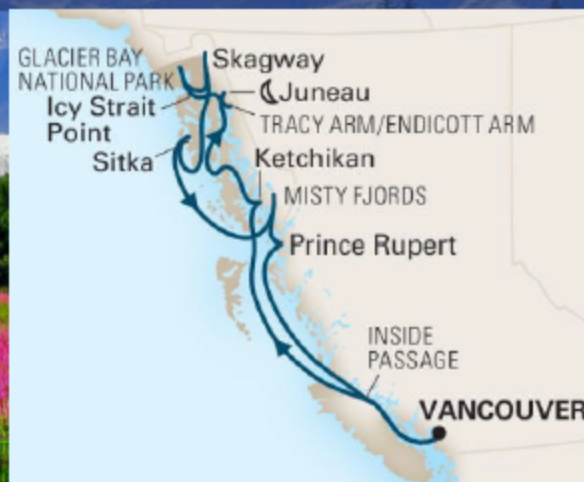 GLACIER BAY
NATIONAL PARK
Skagway
Juneau
Icy Strait
Point
TRACY ARM/ENDICOTT ARM
Sitka
Ketchikan
MISTY FJORDS
Prince Rupert
INSIDE
PASSAGE
VANCOUVER